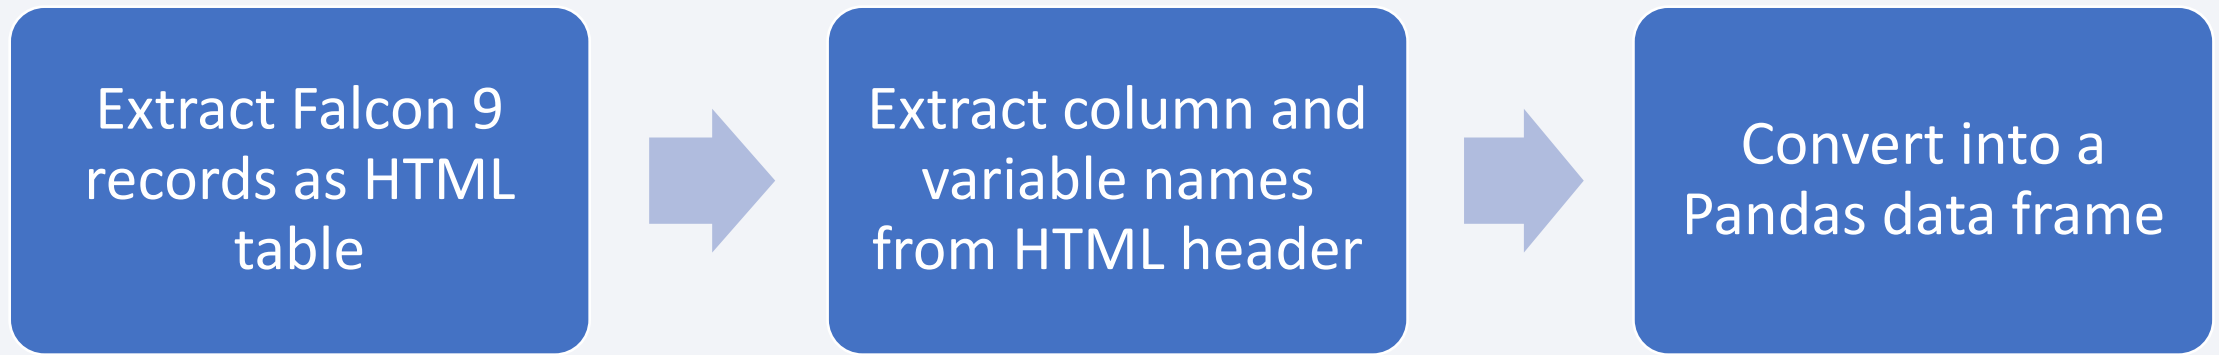 Extract Falcon 9
records as HTML
table
Extract column and
variable names
from HTML header
Convert into a
Pandas data frame